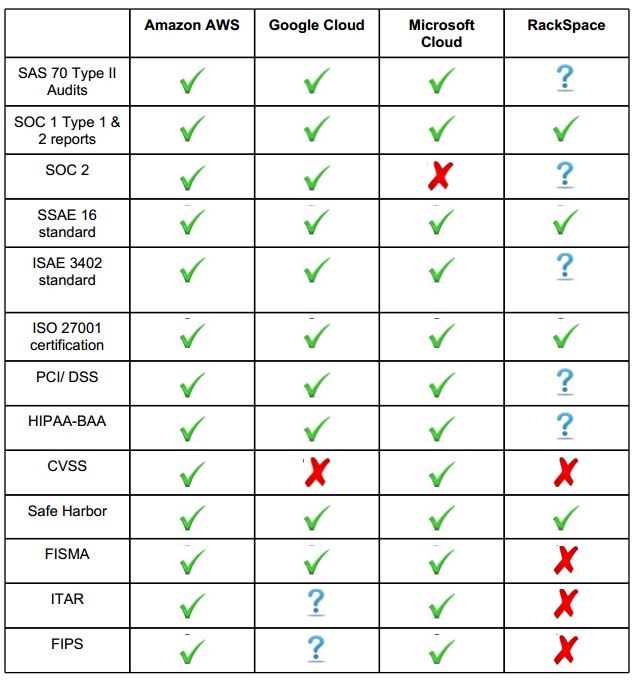 Amazon AWS
Google Cloud
Microsoft
Cloud
RackSpace
SAS 70 Type II
Audits
SOC 1 Type 1 &
2 reports
SOC 2
SSAE 16
standard
ISAE 3402
standard
ISO 27001
certification
PCI/ DSS
HIPAA-BAA
CVSS
Safe Harbor
FISMA
ITAR
FIPS